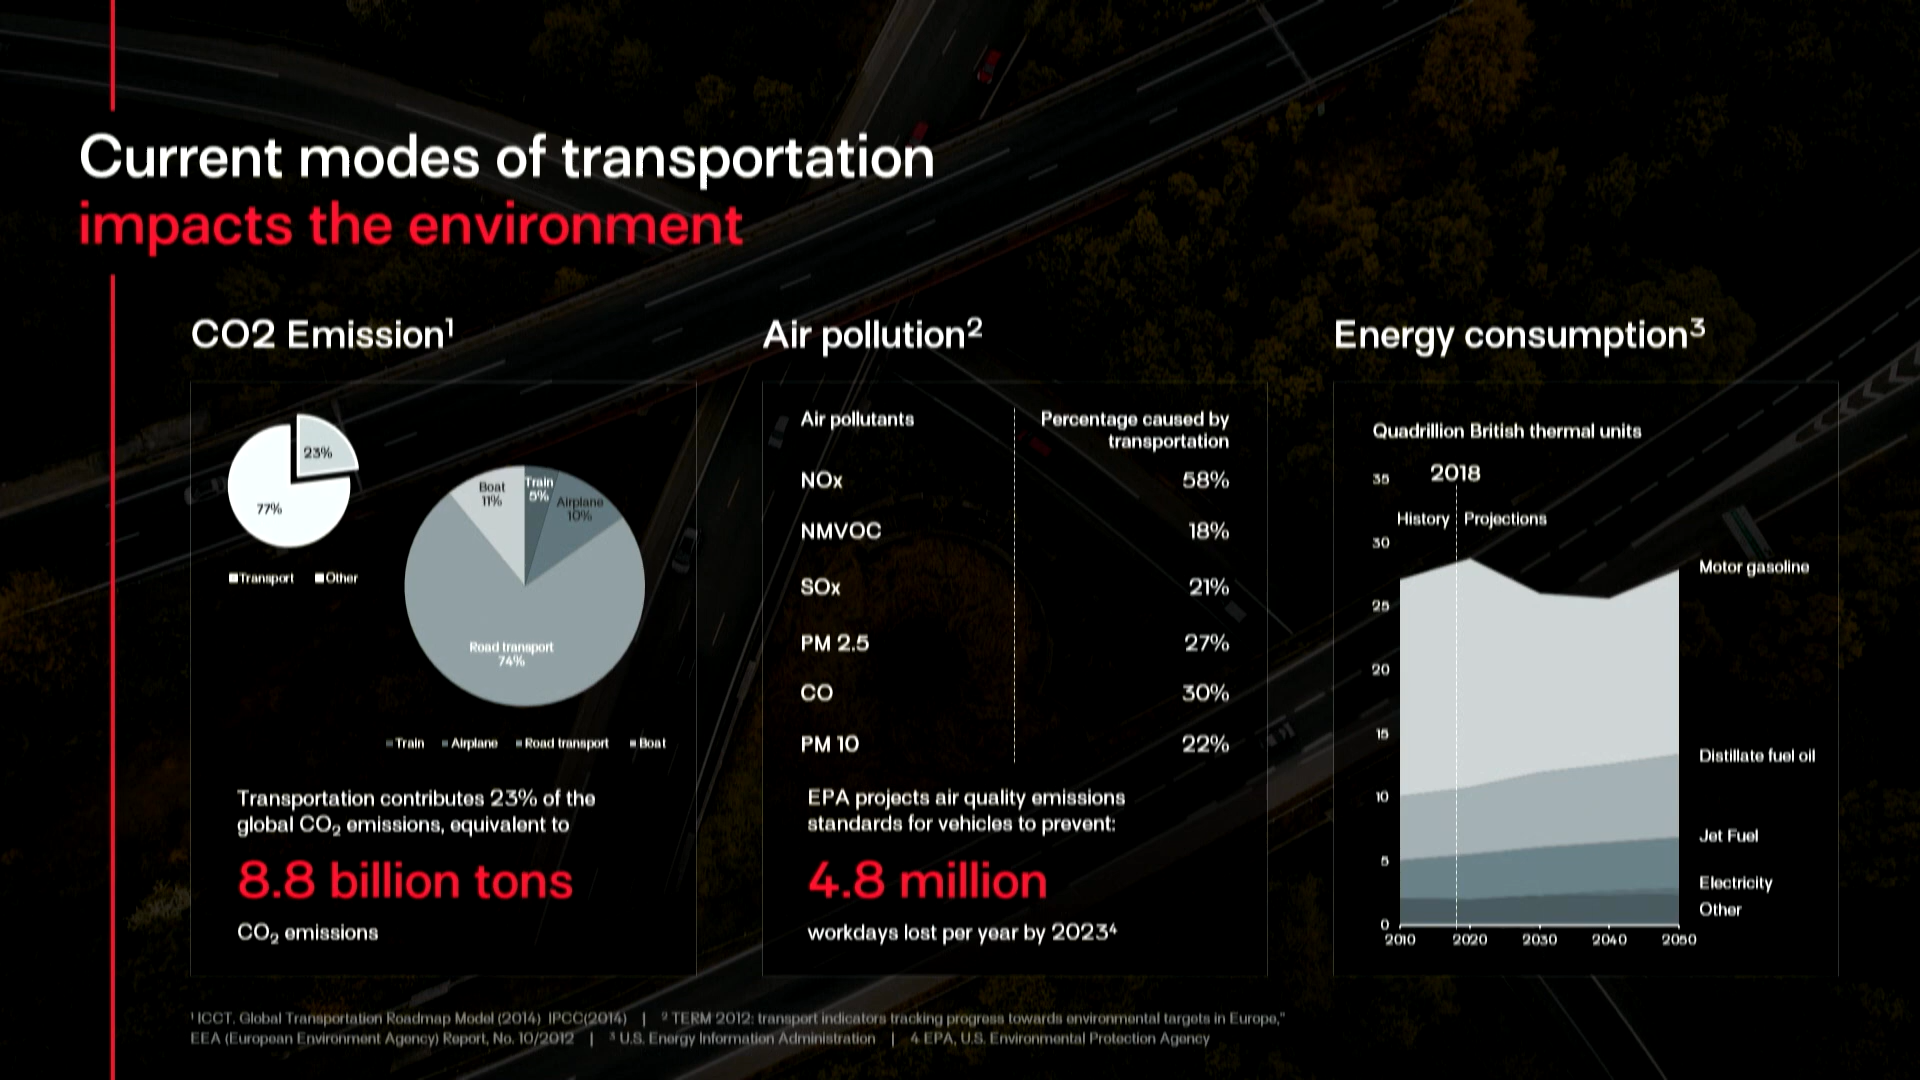 Current modes of transportation
impacts the environment
CO2 Emission¹
23%
77%
Transport Other
Boat
11%
Train
5%
Airplane
10%
Road transport
74%
Train Airplane Road transport Boat
Transportation contributes 23% of the
global CO₂ emissions, equivalent to
8.8 billion tons
CO₂ emissions
Air pollution²
Air pollutants
Percentage caused by
transportation
NOx 58%
NMVOC 18%
SOx 21%
PM 2.5 27%
CO 30%
PM 10 22%
EPA projects air quality emissions
standards for vehicles to prevent:
4.8 million
workdays lost per year by 2023⁴
Energy consumption³
Quadrillion British thermal units
2018
History Projections
35
30
25
20
15
10
5
0
2010 2020 2030 2040 2050
Motor gasoline
Distillate fuel oil
Jet Fuel
Electricity
Other
¹ ICCT. Global Transportation Roadmap Model (2014) IPCC(2014) | ² TERM 2012: transport indicators tracking progress towards environmental targets in Europe,"
EEA (European Environment Agency) Report, No. 10/2012 | ³ U.S. Energy Information Administration | 4 EPA, U.S. Environmental Protection Agency